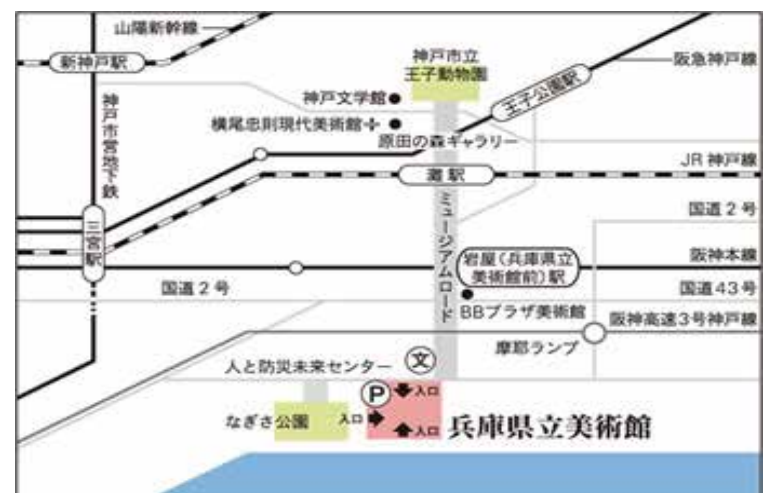 山陽新幹線
新神戸駅
神戸市立
王子動物園
阪急神戸線
神戸市営地下鉄
神戸文学館
王子公園駅
横尾忠則現代美術館
原田の森ギャラリー
JR神戸線
灘駅
国道2号
ミュージアムロード
三宮駅
岩屋(兵庫県立
美術館前)駅
阪神本線
国道2号
国道43号
BBプラザ美術館
阪神高速3号神戸線
摩耶ランプ
文
人と防災未来センター
P
入口
なぎさ公園
入口
入口
兵庫県立美術館